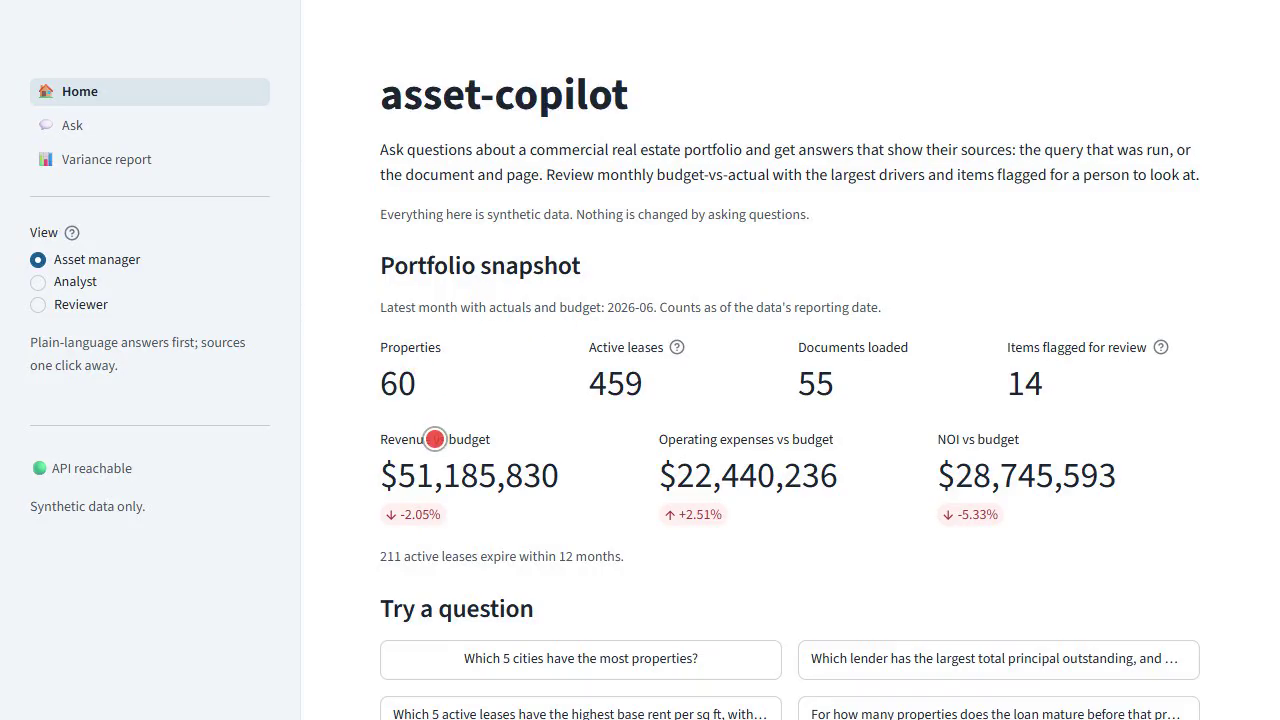 Home
Ask
Variance report
View
Asset manager
Analyst
Reviewer
Plain-language answers first; sources
one click away.
API reachable
Synthetic data only.
asset-copilot
Ask questions about a commercial real estate portfolio and get answers that show their sources: the query that was run, or
the document and page. Review monthly budget-vs-actual with the largest drivers and items flagged for a person to look at.
Everything here is synthetic data. Nothing is changed by asking questions.
Portfolio snapshot
Latest month with actuals and budget: 2026-06. Counts as of the data's reporting date.
Properties
60
Active leases
459
Documents loaded
55
Items flagged for review
14
Revenue vs budget
$51,185,830
↓ -2.05%
Operating expenses vs budget
$22,440,236
↑ +2.51%
NOI vs budget
$28,745,593
↓ -5.33%
211 active leases expire within 12 months.
Try a question
Which 5 cities have the most properties?
Which lender has the largest total principal outstanding, and …
Which 5 active leases have the highest base rent per sq ft, with…
For how many properties does the loan mature before that pr…